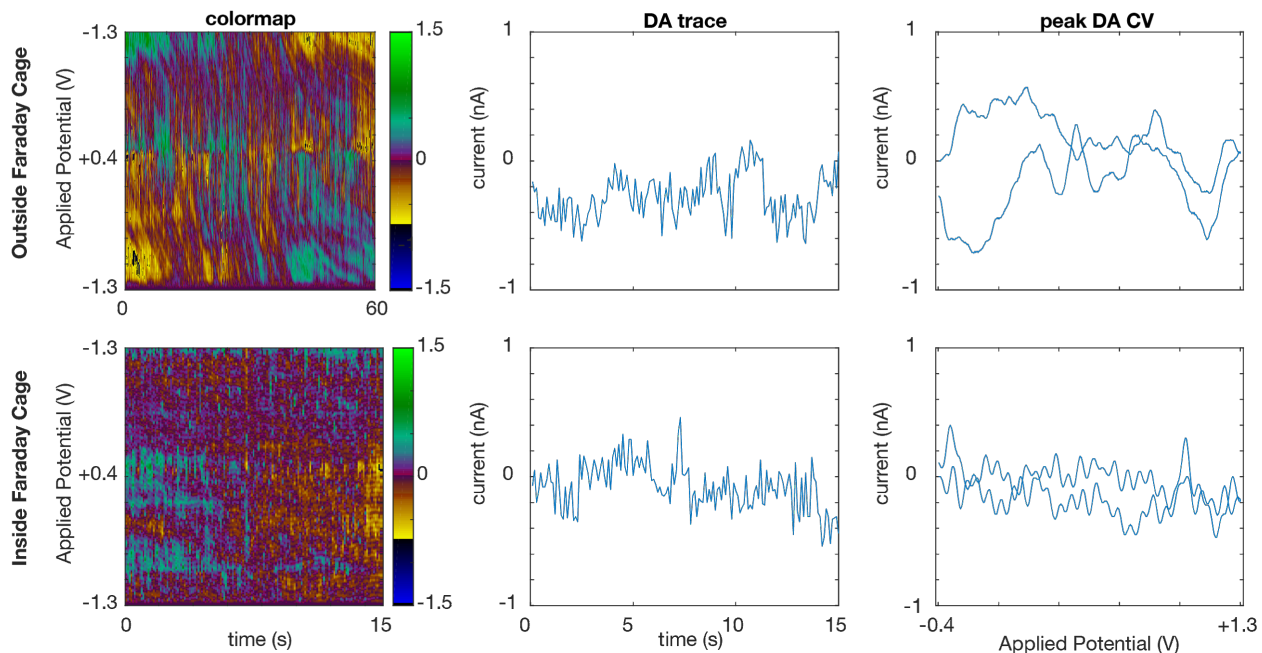 colormap
DA trace
peak DA CV
Outside Faraday Cage
Applied Potential (V)
-1.3
+0.4
-1.3
0
60
1.5
0
-1.5
current (nA)
1
0
-1
current (nA)
1
0
-1
Inside Faraday Cage
Applied Potential (V)
-1.3
+0.4
-1.3
0
15
time (s)
1.5
0
-1.5
current (nA)
1
0
-1
0
5
10
15
time (s)
current (nA)
1
0
-1
-0.4
+1.3
Applied Potential (V)